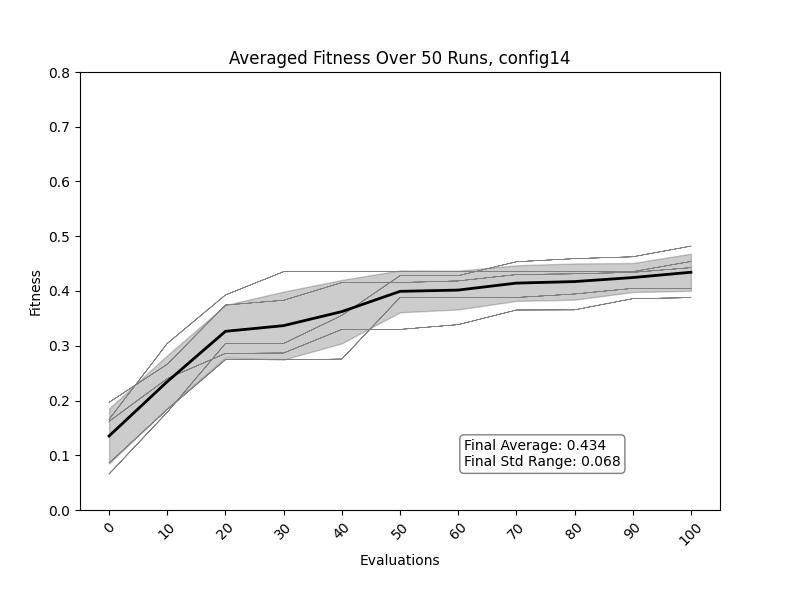 Averaged Fitness Over 50 Runs, config14
0.8
0.7
0.6
0.5
0.4
0.3
0.2
0.1
0.0
Fitness
Final Average: 0.434
Final Std Range: 0.068
0 10 20 30 40 50 60 70 80 90 100
Evaluations